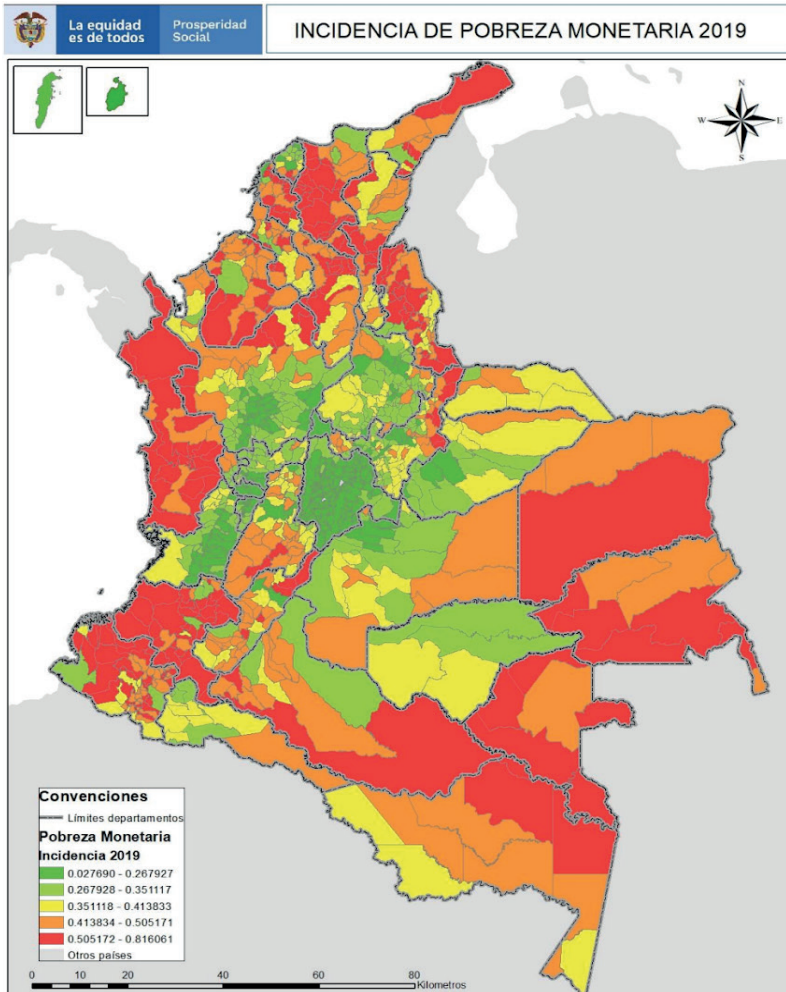 La equidad
es de todos
Prosperidad
Social
INCIDENCIA DE POBREZA MONETARIA 2019
N
W
E
S
Convenciones
Límites departamentos
Pobreza Monetaria
Incidencia 2019
0.027690 - 0.267927
0.267928 - 0.351117
0.351118 - 0.413833
0.413834 - 0.505171
0.505172 - 0.816061
Otros países
0 10 20 40 60 80
Kilometros